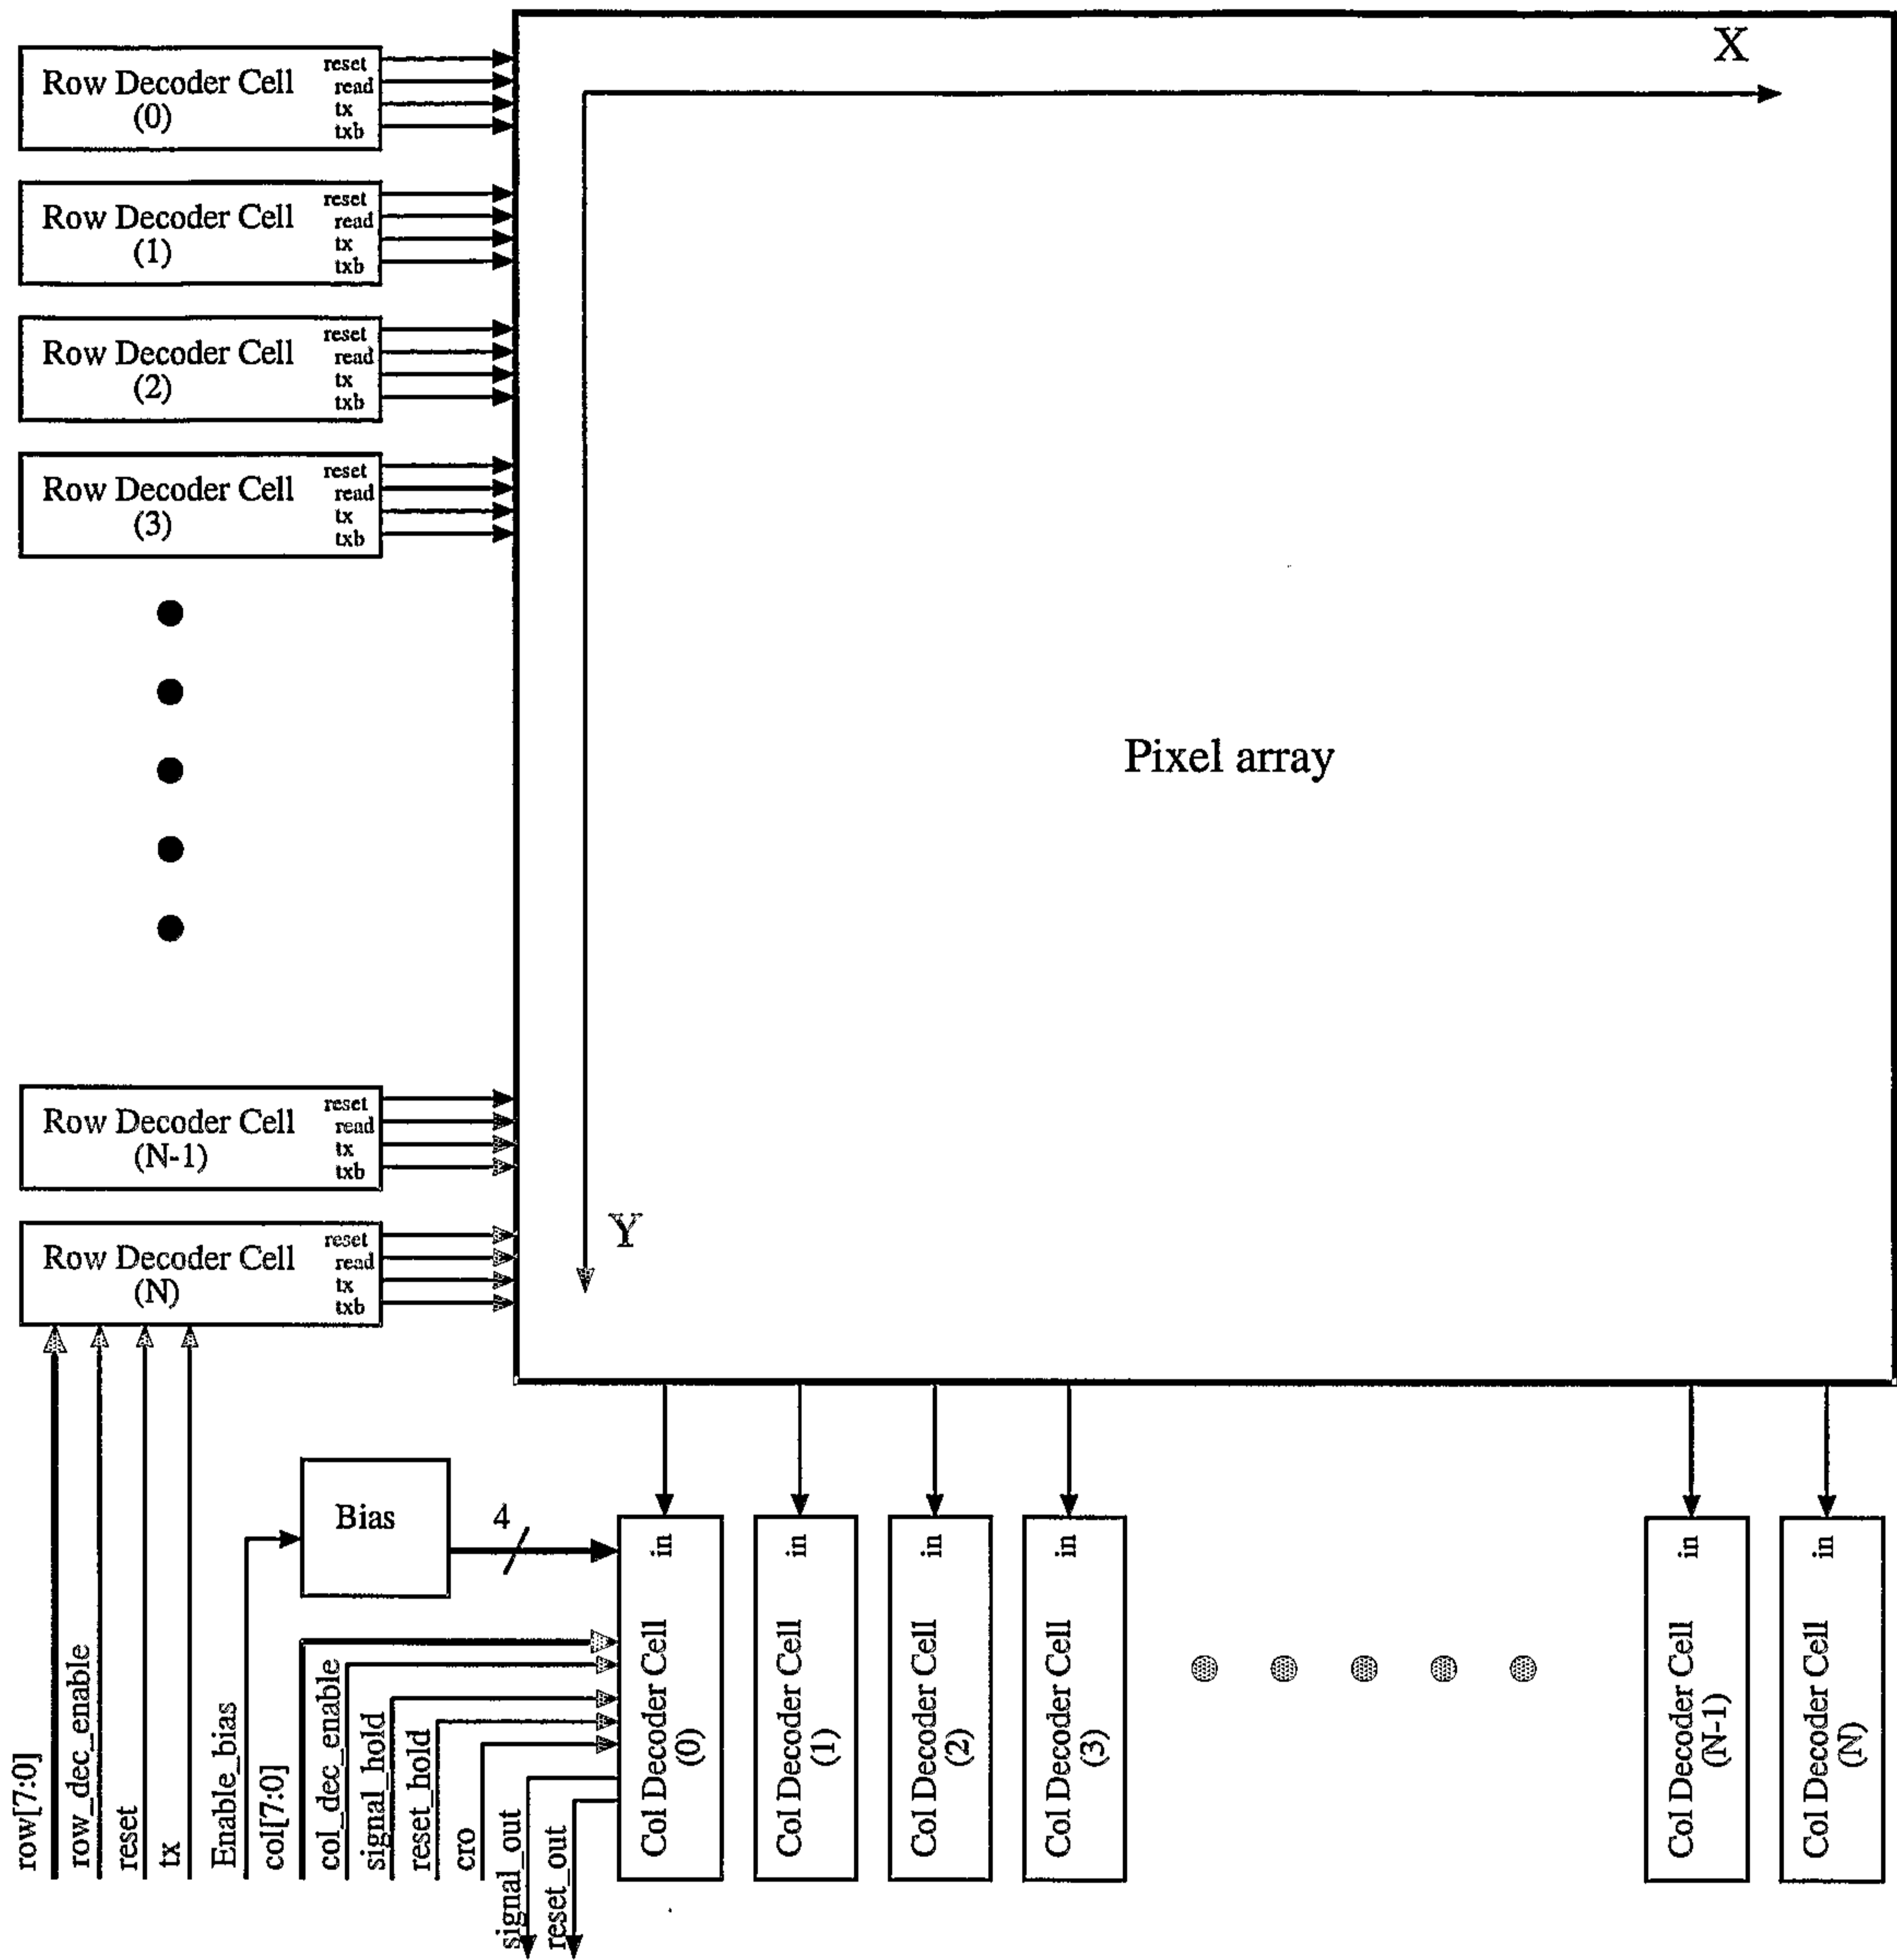 X
Row Decoder Cell
(0)
reset
read
tx
txb
Row Decoder Cell
(1)
reset
read
tx
txb
Row Decoder Cell
(2)
reset
read
tx
txb
Row Decoder Cell
(3)
reset
read
tx
txb
Pixel array
Row Decoder Cell
(N-1)
reset
read
tx
txb
Y
Row Decoder Cell
(N)
reset
read
tx
txb
Bias
4
row[7:0]
row_dec_enable
reset
tx
Enable_bias
col[7:0]
col_dec_enable
signal_hold
reset_hold
cro
signal_out
reset_out
in
Col Decoder Cell
(0)
in
Col Decoder Cell
(1)
in
Col Decoder Cell
(2)
in
Col Decoder Cell
(3)
in
Col Decoder Cell
(N-1)
in
Col Decoder Cell
(N)